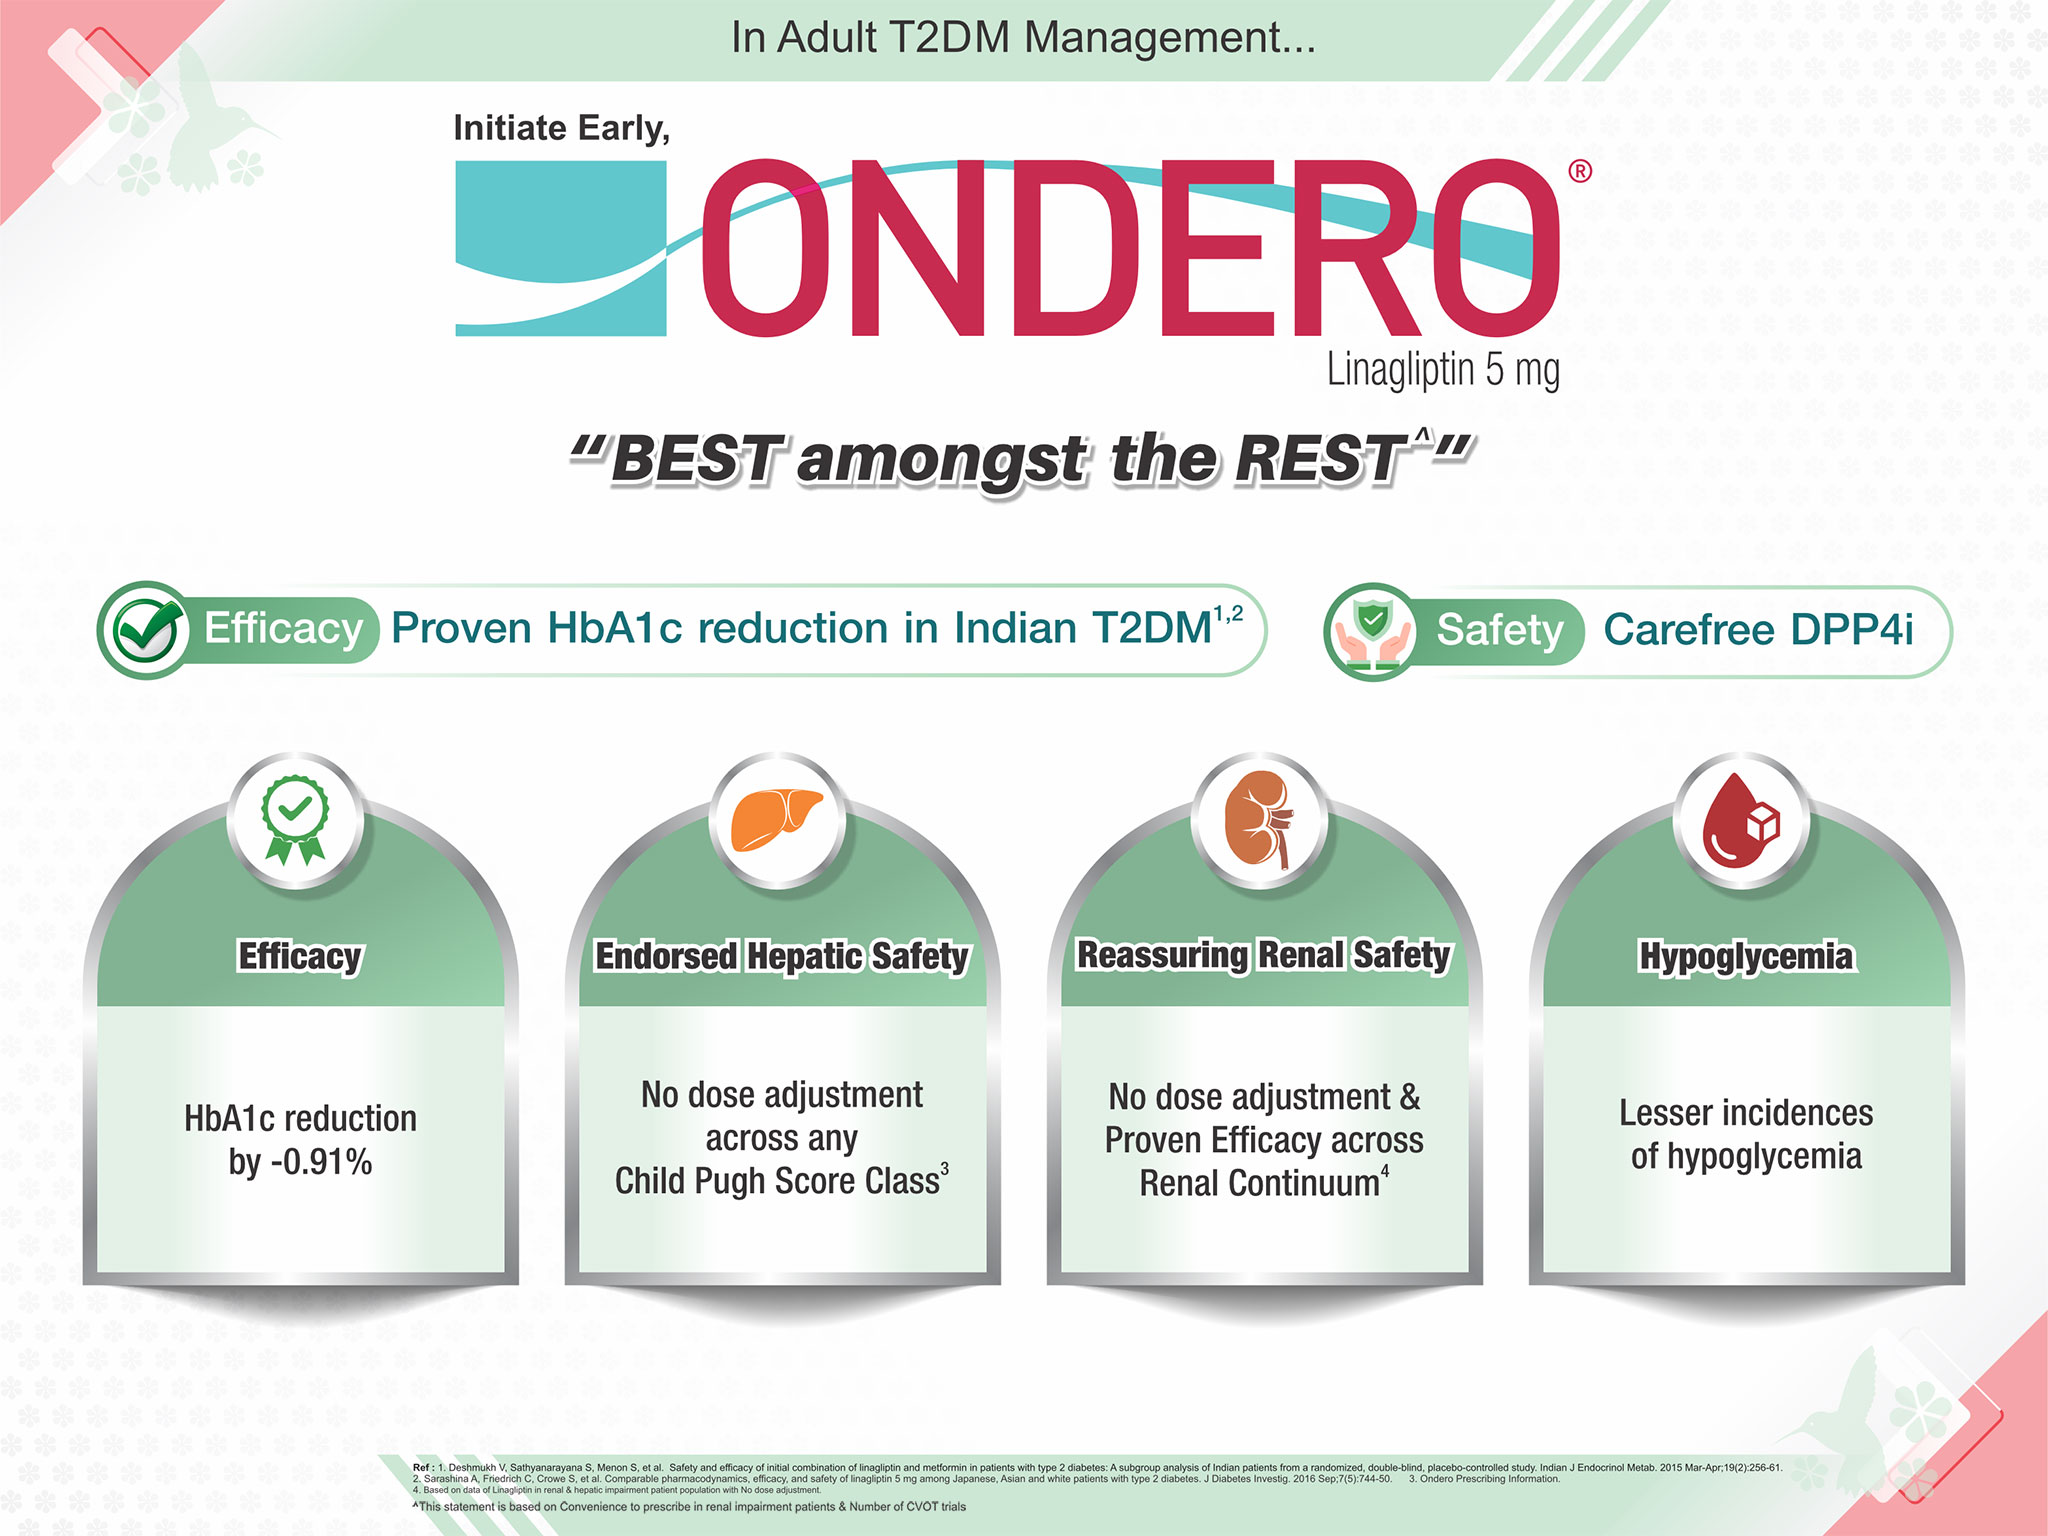 In Adult T2DM Management...
Initiate Early,
ONDERO®
Linagliptin 5 mg
“BEST amongst the REST^”
Efficacy Proven HbA1c reduction in Indian T2DM1,2
Safety Carefree DPP4i
Efficacy
HbA1c reduction
by -0.91%
Endorsed Hepatic Safety
No dose adjustment
across any
Child Pugh Score Class3
Reassuring Renal Safety
No dose adjustment &
Proven Efficacy across
Renal Continuum4
Hypoglycemia
Lesser incidences
of hypoglycemia
Ref : 1. Deshmukh V, Sathyanarayana S, Menon S, et al. Safety and efficacy of initial combination of linagliptin and metformin in patients with type 2 diabetes: A subgroup analysis of Indian patients from a randomized, double-blind, placebo-controlled study. Indian J Endocrinol Metab. 2015 Mar-Apr;19(2):256-61.
2. Sarashina A, Friedrich C, Crowe S, et al. Comparable pharmacodynamics, efficacy, and safety of linagliptin 5 mg among Japanese, Asian and white patients with type 2 diabetes. J Diabetes Investig. 2016 Sep;7(5):744-50. 3. Ondero Prescribing Information.
4. Based on data of Linagliptin in renal & hepatic impairment patient population with No dose adjustment.
^This statement is based on Convenience to prescribe in renal impairment patients & Number of CVOT trials